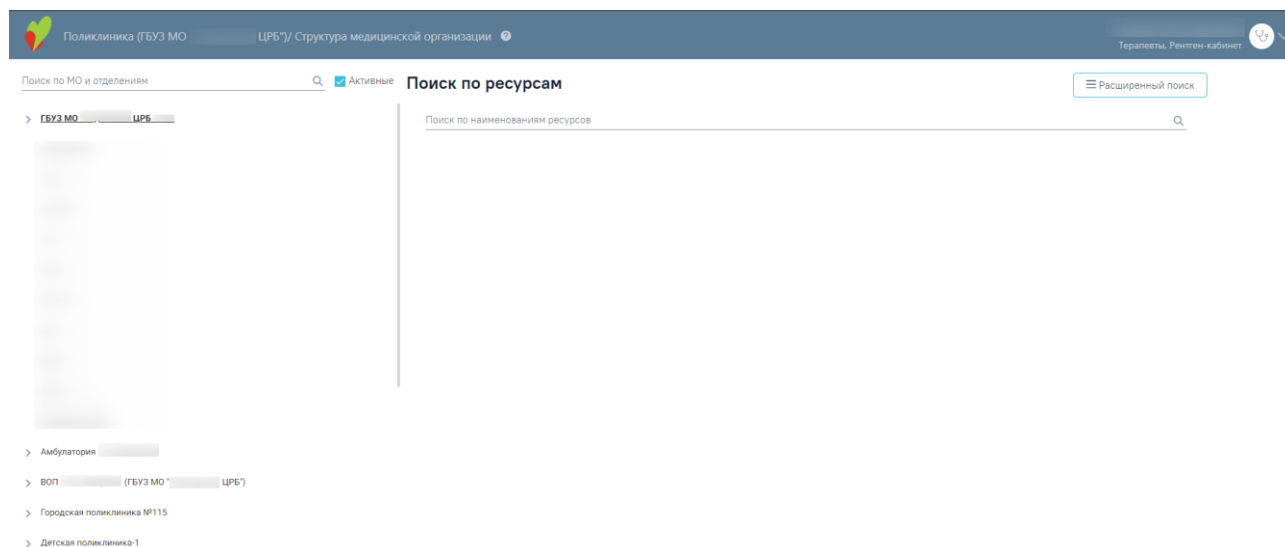 Поликлиника (ГБУЗ МО ЦРБ")/ Структура медицинской организации ?
Терапевты, Рентген-кабинет
Поиск по МО и отделениям
Активные
Поиск по ресурсам
Расширенный поиск
ГБУЗ МО ЦРБ
Поиск по наименованиям ресурсов
Амбулатория
ВОП (ГБУЗ МО " ЦРБ")
Городская поликлиника №115
Детская поликлиника-1